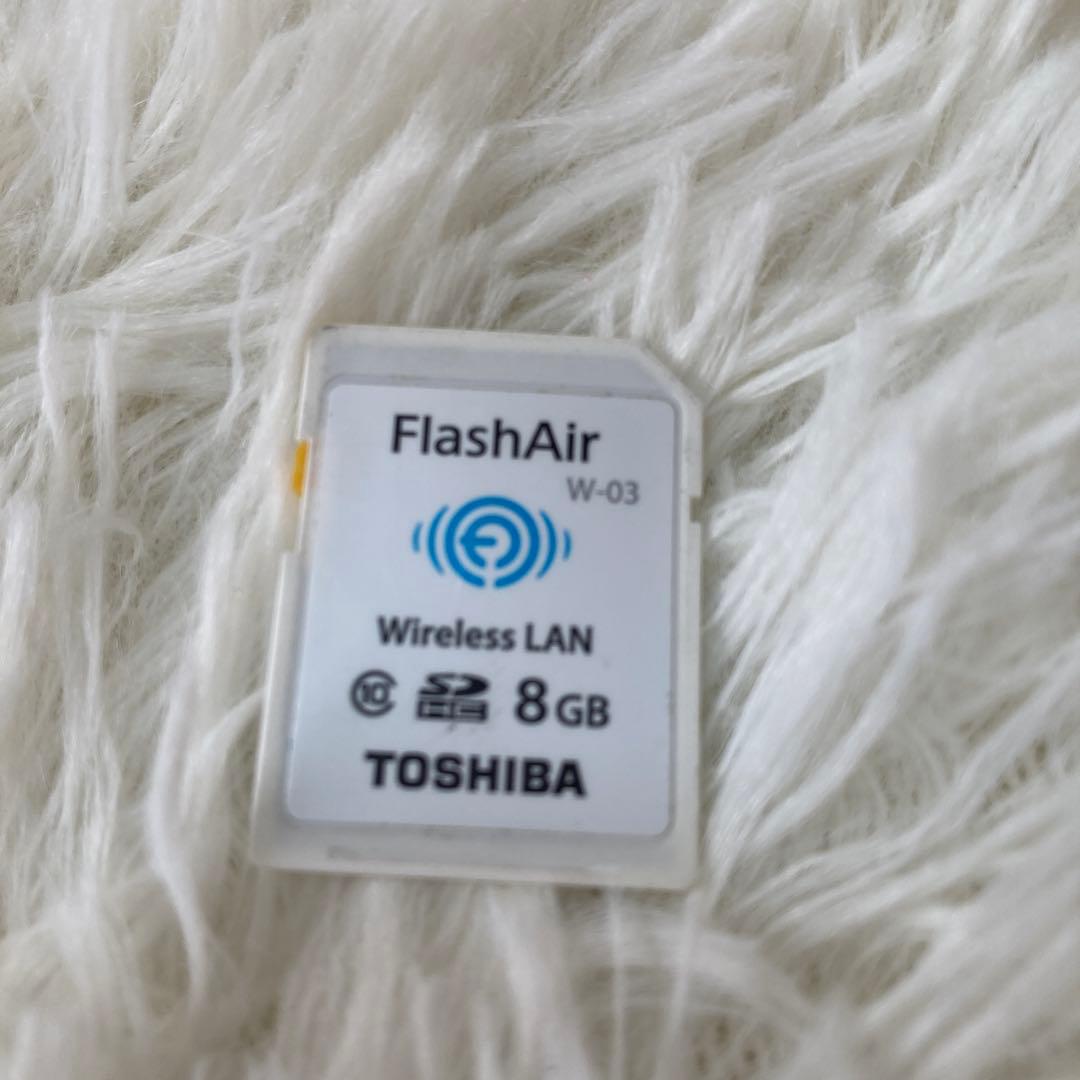 FlashAir
W-03
Wireless LAN
10 SDHC 8GB
TOSHIBA